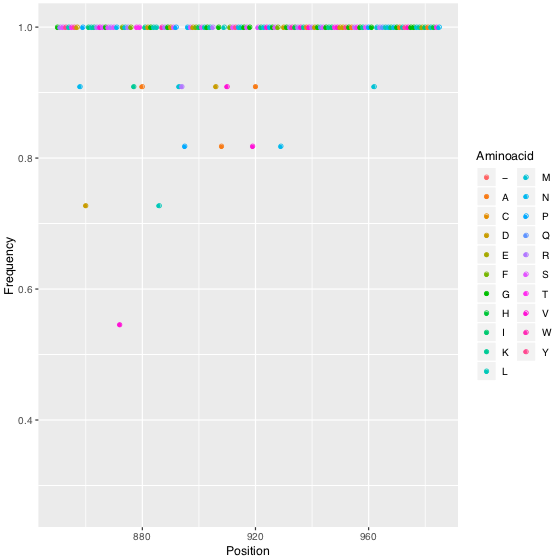 1.0
0.8
0.6
0.4
Frequency
880
920
960
Position
Aminoacid
– M
A N
C P
D Q
E R
F S
G T
H V
I W
K Y
L